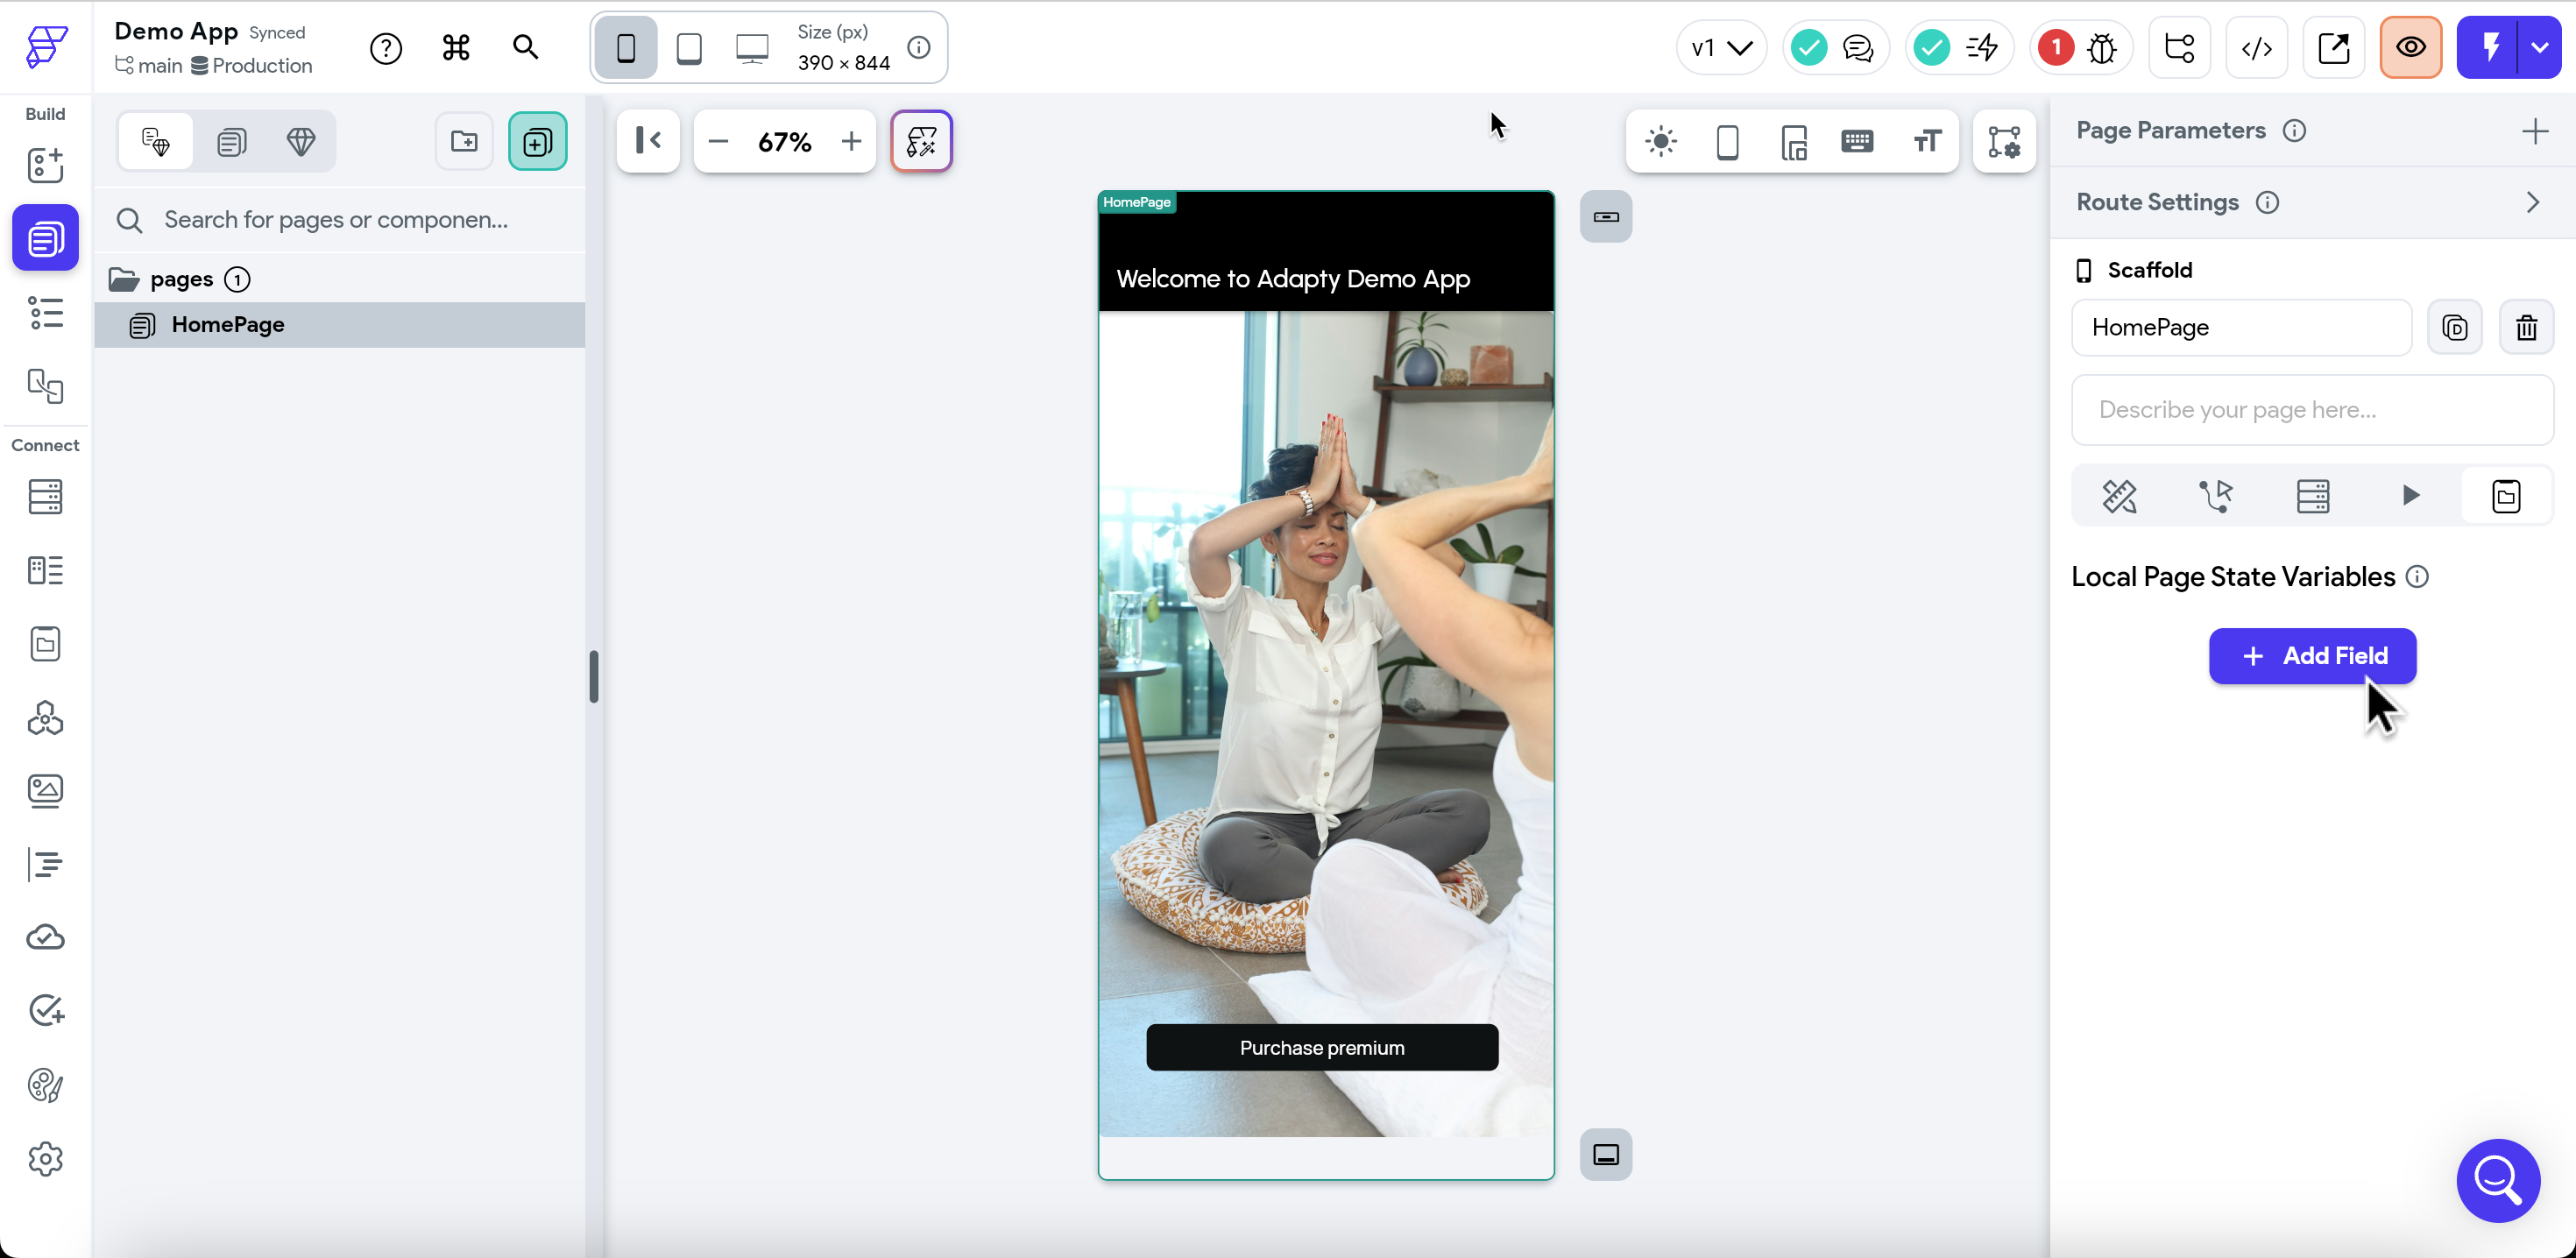 Demo App Synced
main Production
Size (px)
390 × 844
v1
1
Build
Connect
Search for pages or componen...
pages 1
HomePage
67%
HomePage
Welcome to Adapty Demo App
Purchase premium
Page Parameters
Route Settings
Scaffold
HomePage
D
Describe your page here...
Local Page State Variables
+ Add Field